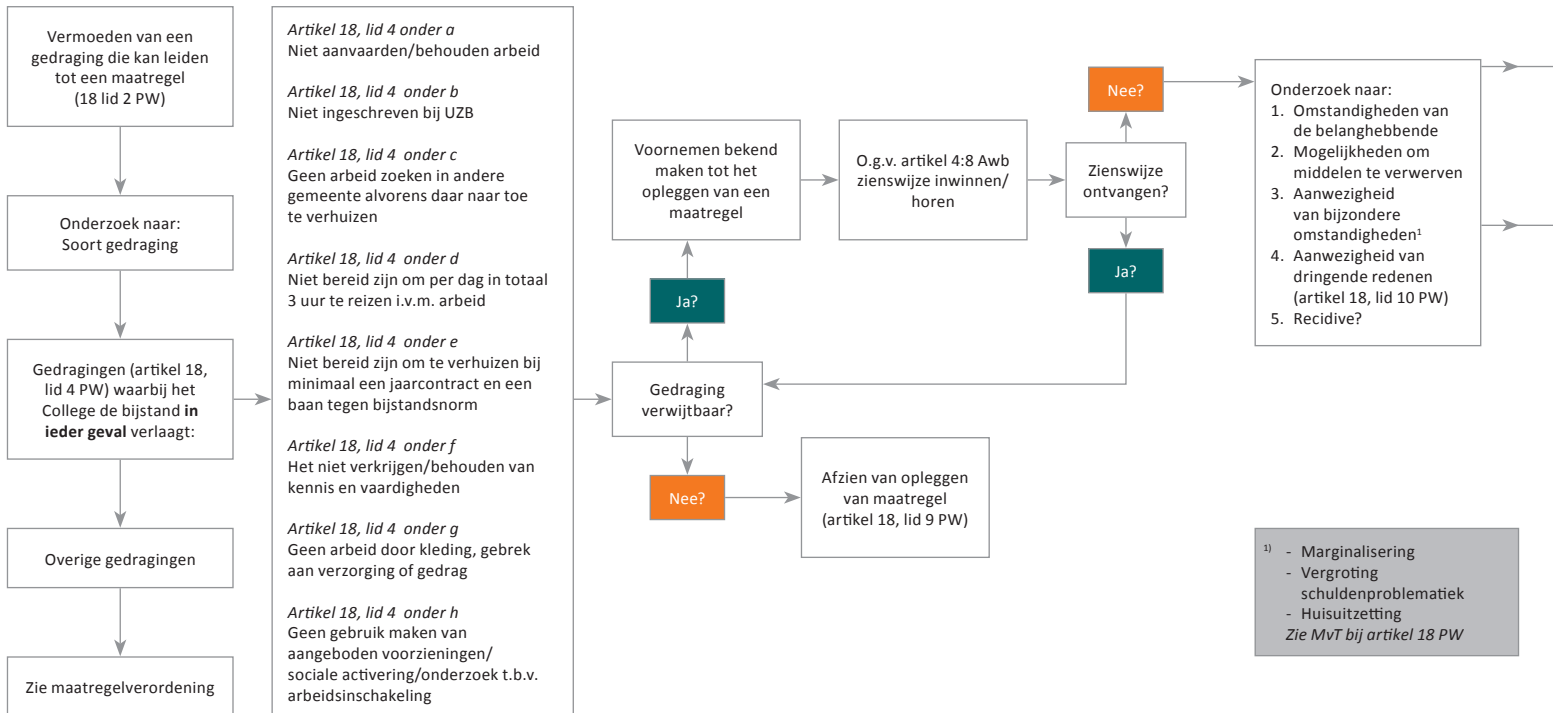 Vermoeden van een
gedraging die kan leiden
tot een maatregel
(18 lid 2 PW)
Onderzoek naar:
Soort gedraging
Gedragingen (artikel 18,
lid 4 PW) waarbij het
College de bijstand in
ieder geval verlaagt:
Overige gedragingen
Zie maatregelverordening
Artikel 18, lid 4 onder a
Niet aanvaarden/behouden arbeid
Artikel 18, lid 4 onder b
Niet ingeschreven bij UZB
Artikel 18, lid 4 onder c
Geen arbeid zoeken in andere
gemeente alvorens daar naar toe
te verhuizen
Artikel 18, lid 4 onder d
Niet bereid zijn om per dag in totaal
3 uur te reizen i.v.m. arbeid
Artikel 18, lid 4 onder e
Niet bereid zijn om te verhuizen bij
minimaal een jaarcontract en een
baan tegen bijstandsnorm
Artikel 18, lid 4 onder f
Het niet verkrijgen/behouden van
kennis en vaardigheden
Artikel 18, lid 4 onder g
Geen arbeid door kleding, gebrek
aan verzorging of gedrag
Artikel 18, lid 4 onder h
Geen gebruik maken van
aangeboden voorzieningen/
sociale activering/onderzoek t.b.v.
arbeidsinschakeling
Gedraging
verwijtbaar?
Ja?
Voornemen bekend
maken tot het
opleggen van een
maatregel
Nee?
Afzien van opleggen
van maatregel
(artikel 18, lid 9 PW)
O.g.v. artikel 4:8 Awb
zienswijze inwinnen/
horen
Zienswijze
ontvangen?
Nee?
Ja?
Onderzoek naar:
1. Omstandigheden van
de belanghebbende
2. Mogelijkheden om
middelen te verwerven
3. Aanwezigheid
van bijzondere
omstandigheden¹
4. Aanwezigheid van
dringende redenen
(artikel 18, lid 10 PW)
5. Recidive?
¹⁾ - Marginalisering
- Vergroting
schuldenproblematiek
- Huisuitzetting
Zie MvT bij artikel 18 PW